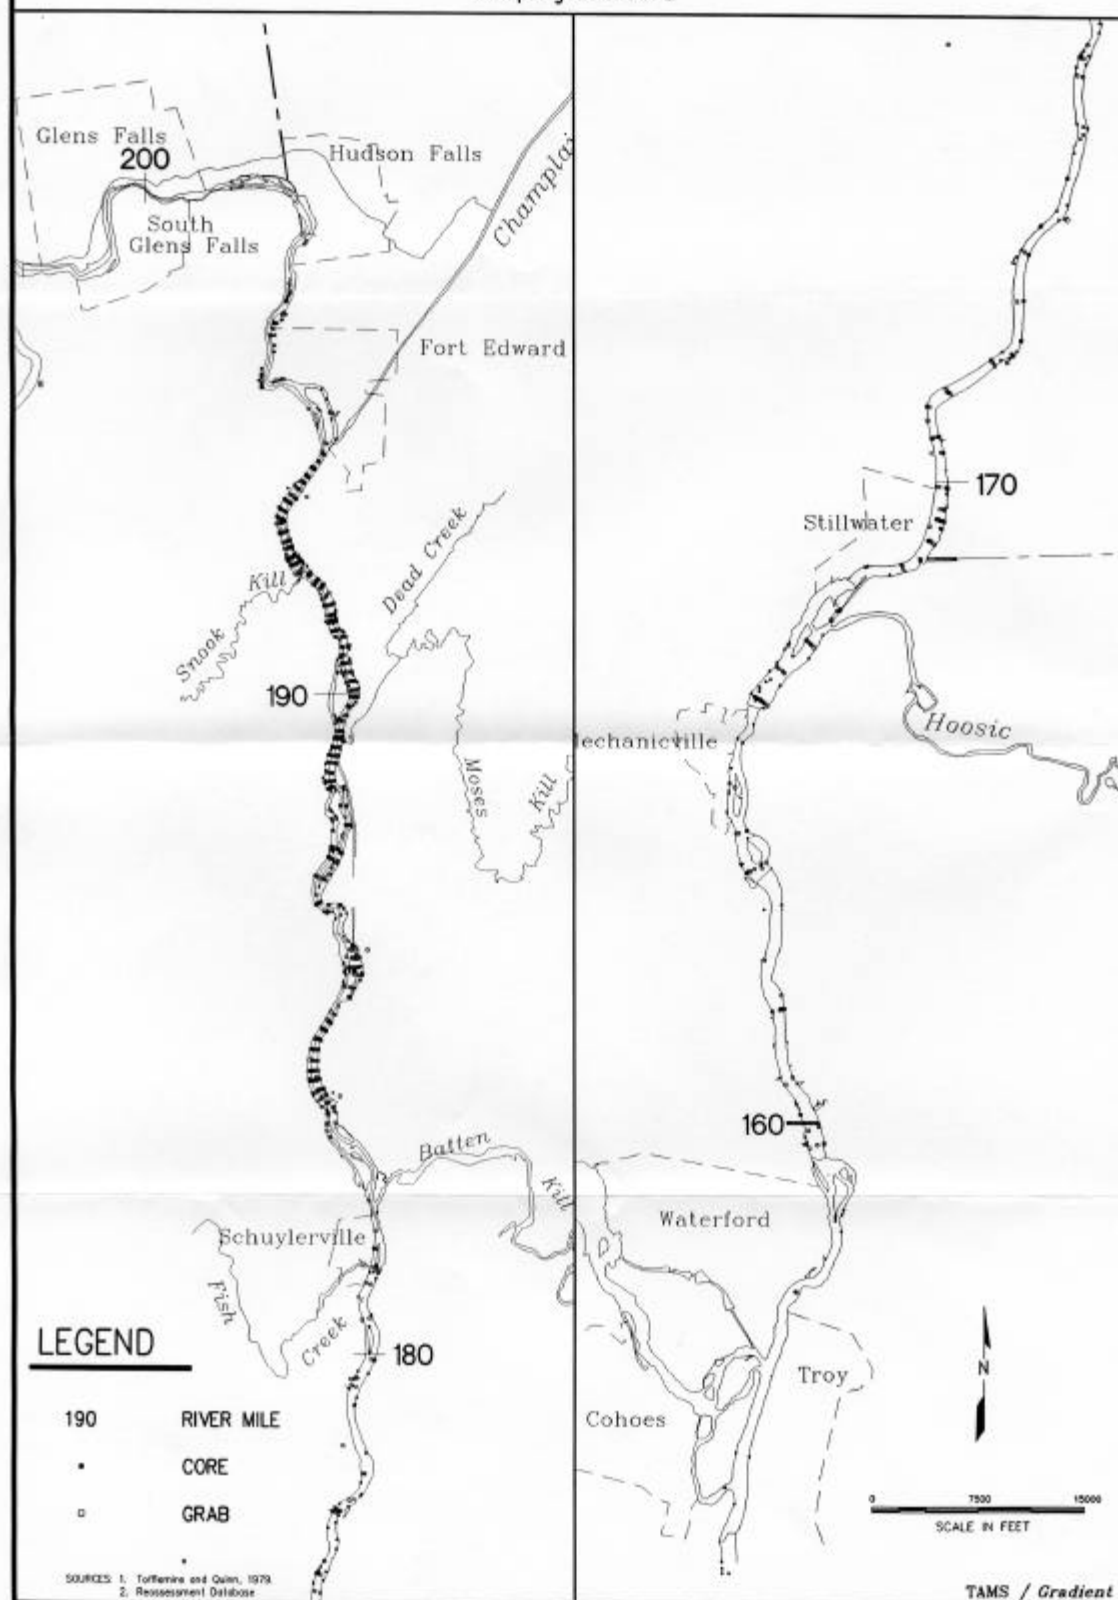 Glens Falls
200
Hudson Falls
South
Glens Falls
Fort Edward
Dead Creek
Kill
Snook
190
Moses
Kill
Batten
Kill
Schuylerville
Fish
Creek
180
LEGEND
190 RIVER MILE
CORE
GRAB
SOURCES: 1. Tofflemire and Quinn, 1979.
2. Reassessment Database
170
Stillwater
Hoosic
160
Waterford
Troy
Cohoes
N
0 7500 15000
SCALE IN FEET
TAMS / Gradient